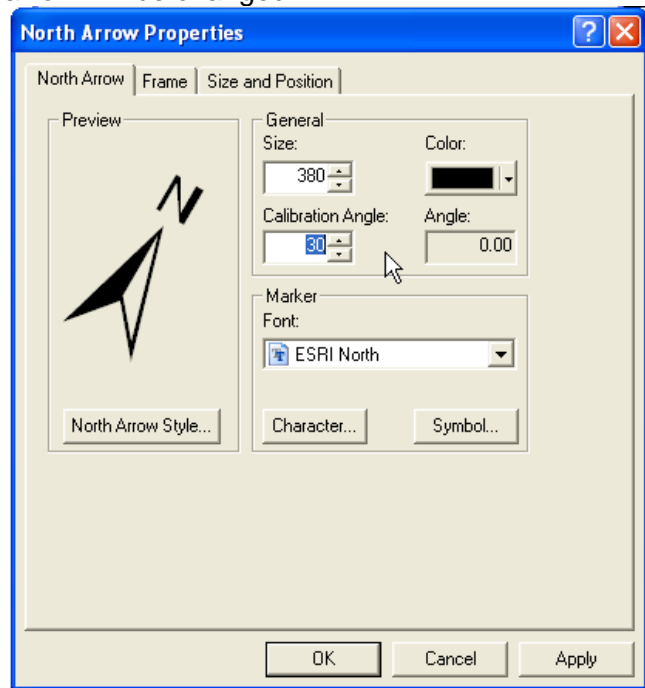 North Arrow Properties
North Arrow
Frame
Size and Position
Preview
N
North Arrow Style...
General
Size:
Color:
380
Calibration Angle:
Angle:
30
0.00
Marker
Font:
ESRI North
Character...
Symbol...
OK
Cancel
Apply